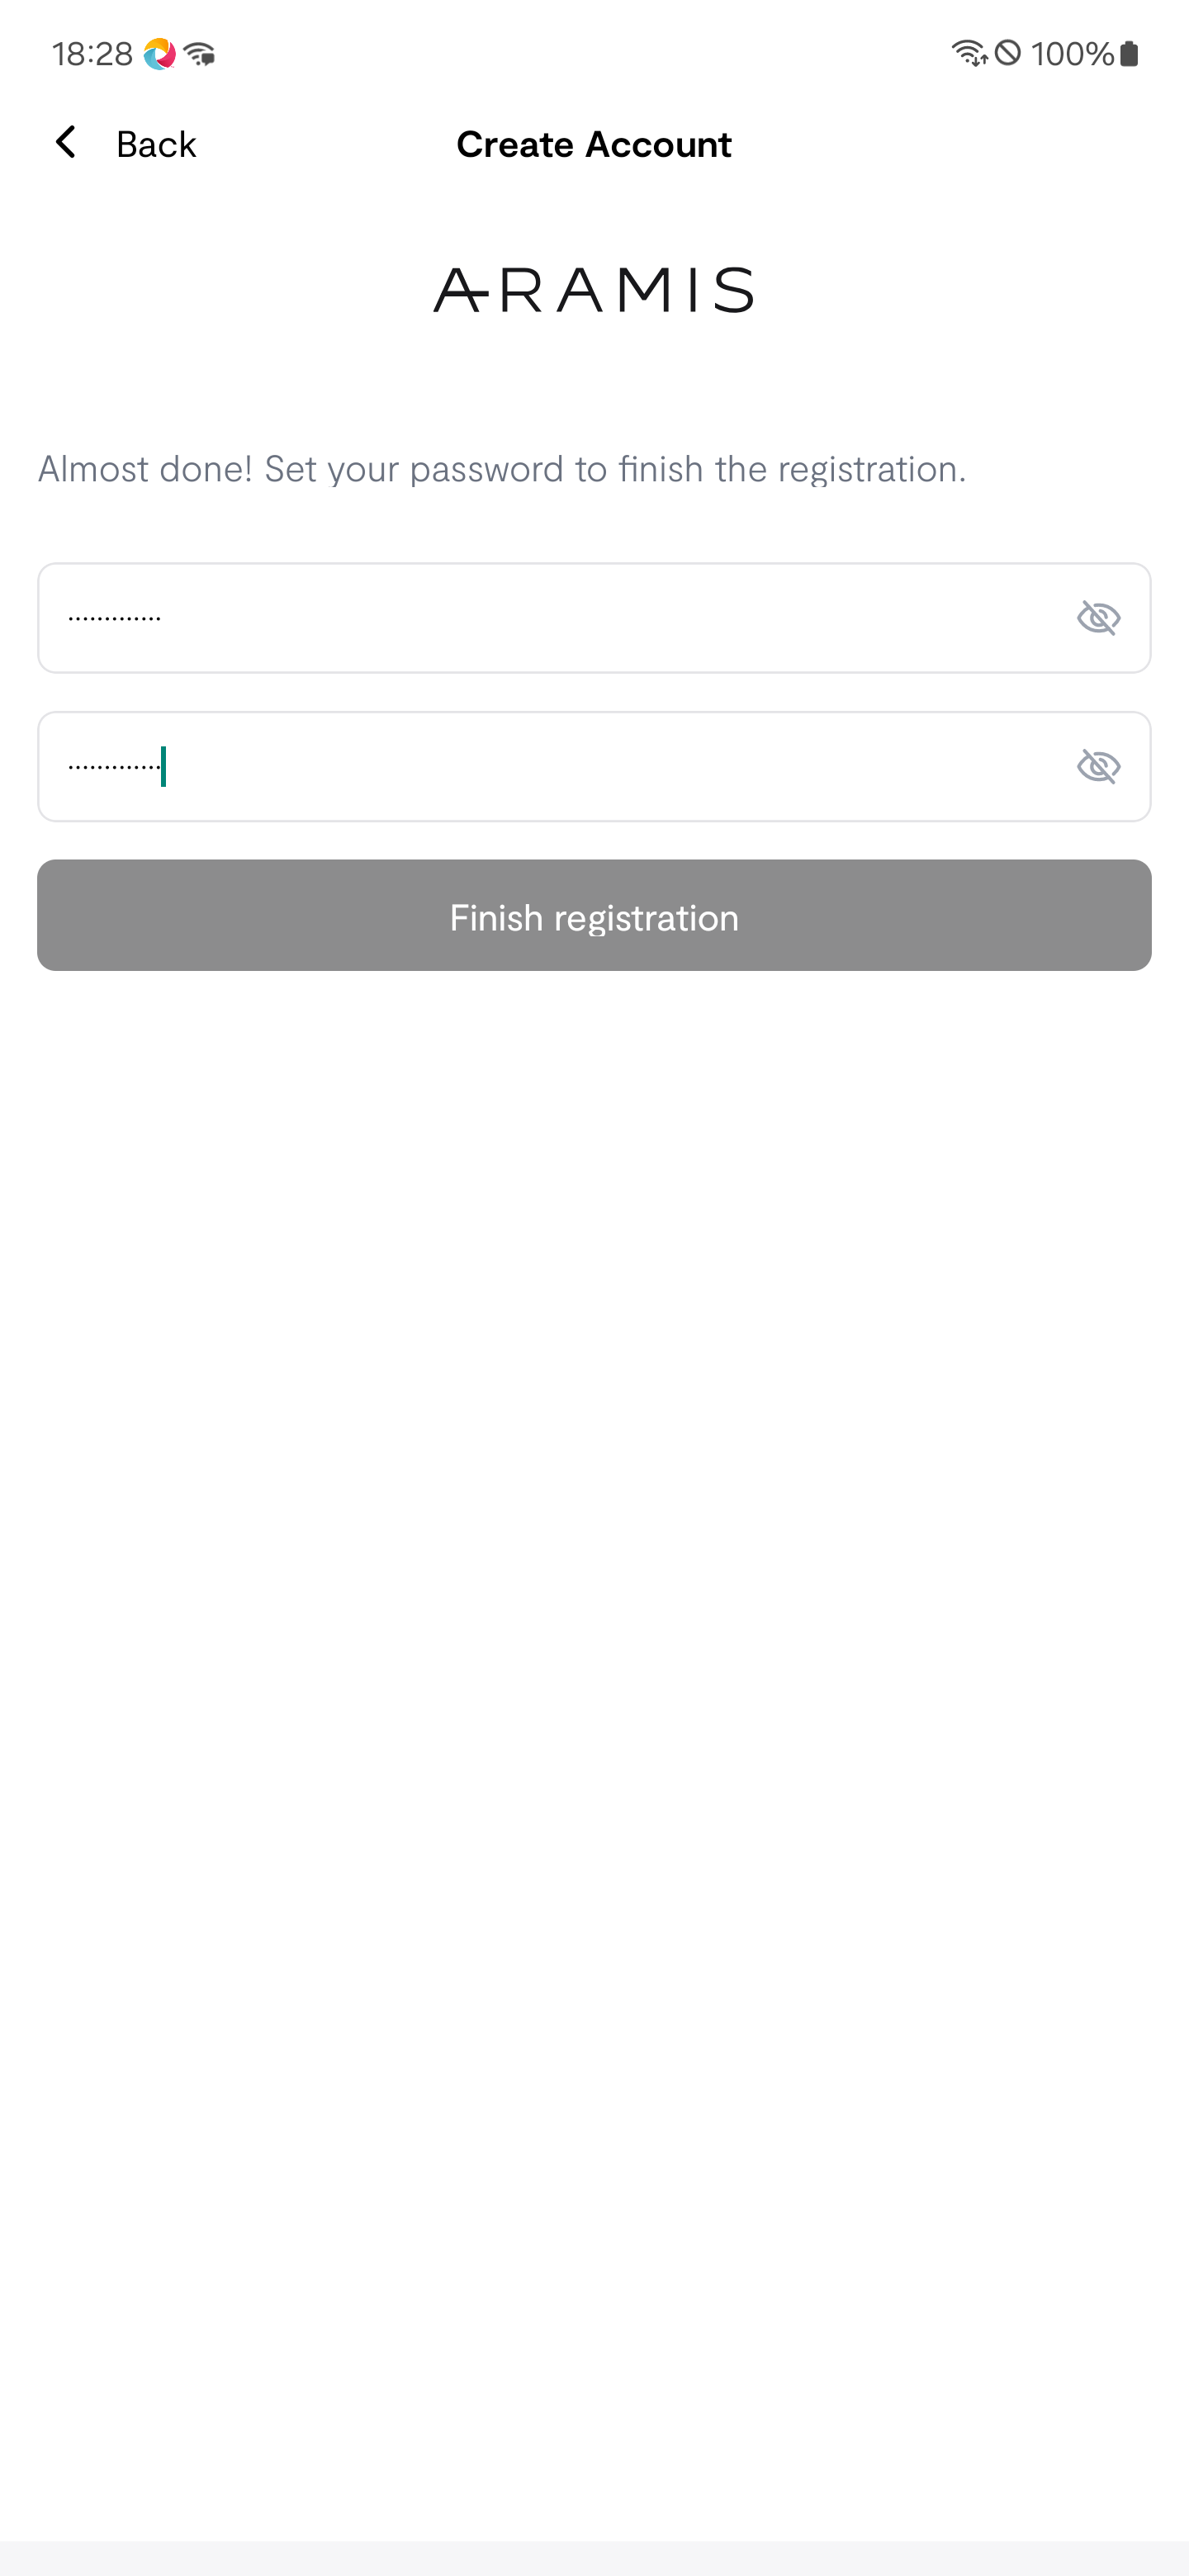 18:28
100%
Back
Create Account
ARAMIS
Almost done! Set your password to finish the registration.
•••••••••••••
•••••••••••••
Finish registration